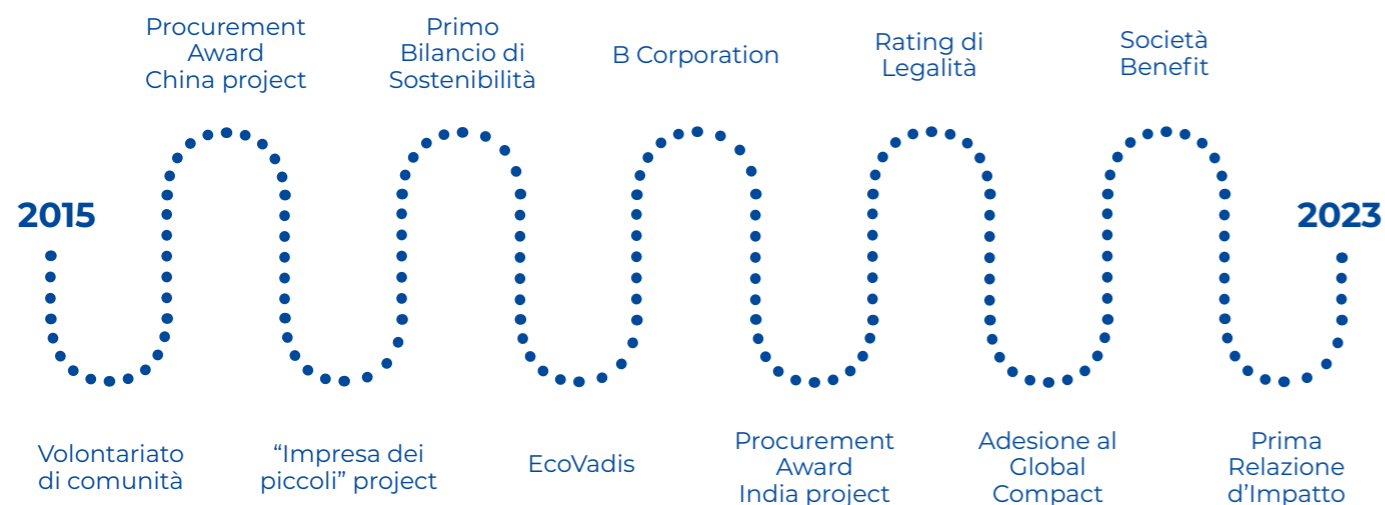 Procurement
Award
China project
Primo
Bilancio di
Sostenibilità
B Corporation
Rating di
Legalità
Società
Benefit
2015
2023
Volontariato
di comunità
“Impresa dei
piccoli” project
EcoVadis
Procurement
Award
India project
Adesione al
Global
Compact
Prima
Relazione
d’Impatto